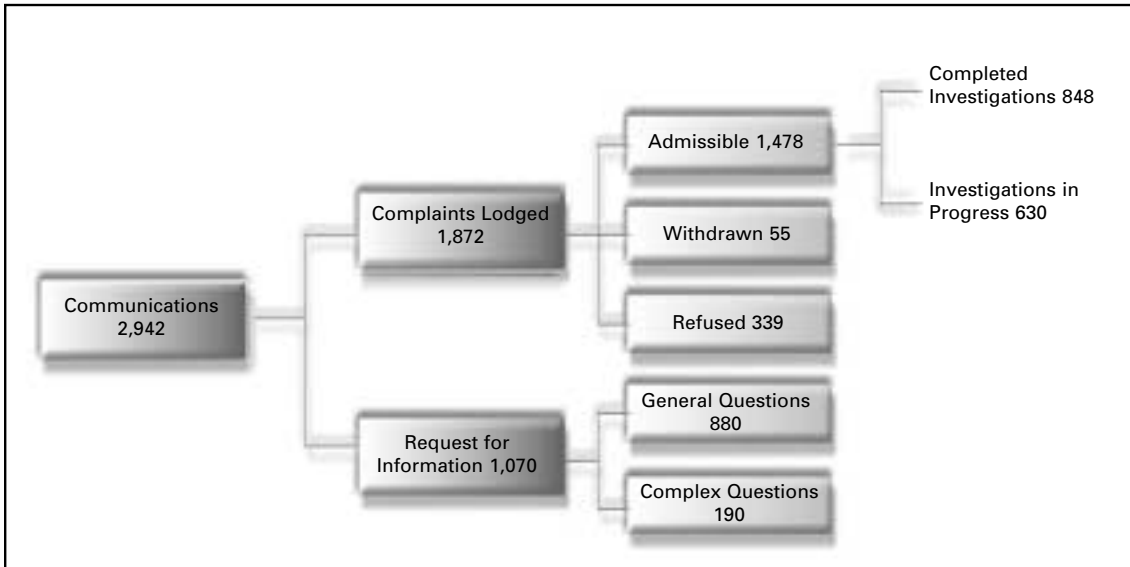 Communications
2,942
Complaints Lodged
1,872
Request for
Information 1,070
Admissible 1,478
Withdrawn 55
Refused 339
General Questions
880
Complex Questions
190
Completed
Investigations 848
Investigations in
Progress 630